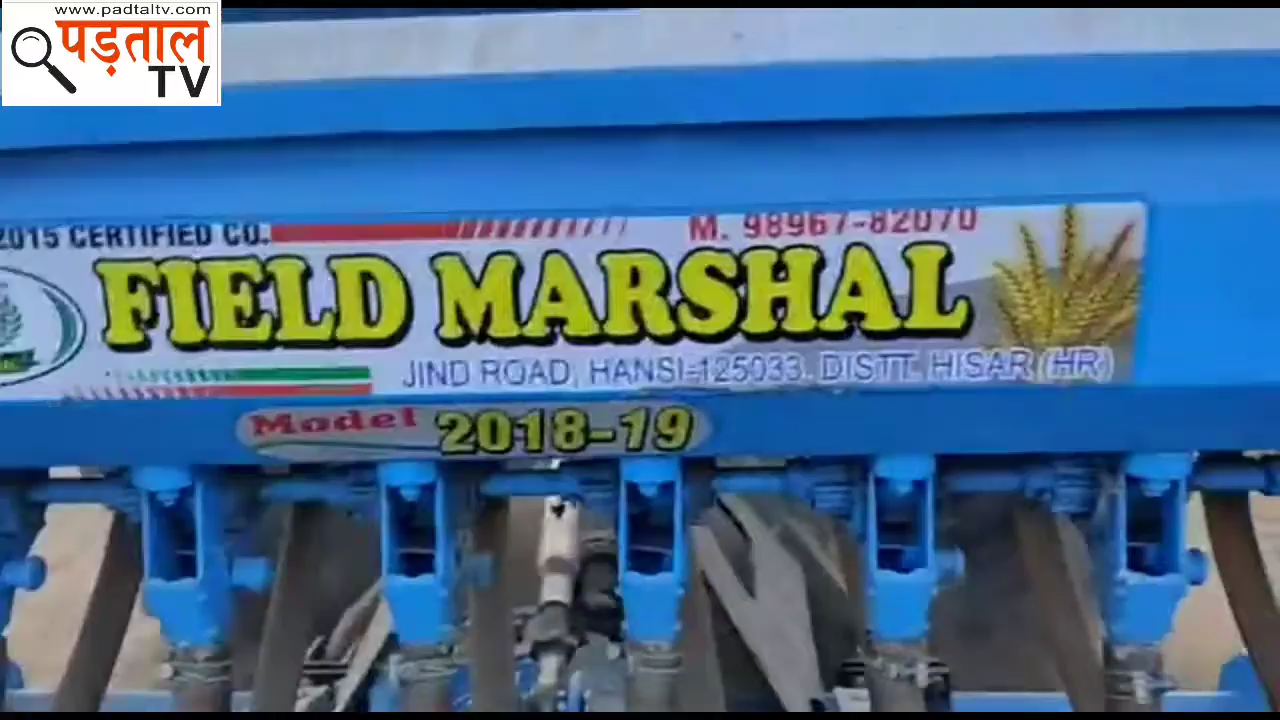 www.padtaltv.com
पड़ताल
TV
2015 CERTIFIED CO.
M. 98967-82070
FIELD MARSHAL
JIND ROAD, HANSI-125033. DISTT. HISAR (HR)
Model 2018-19